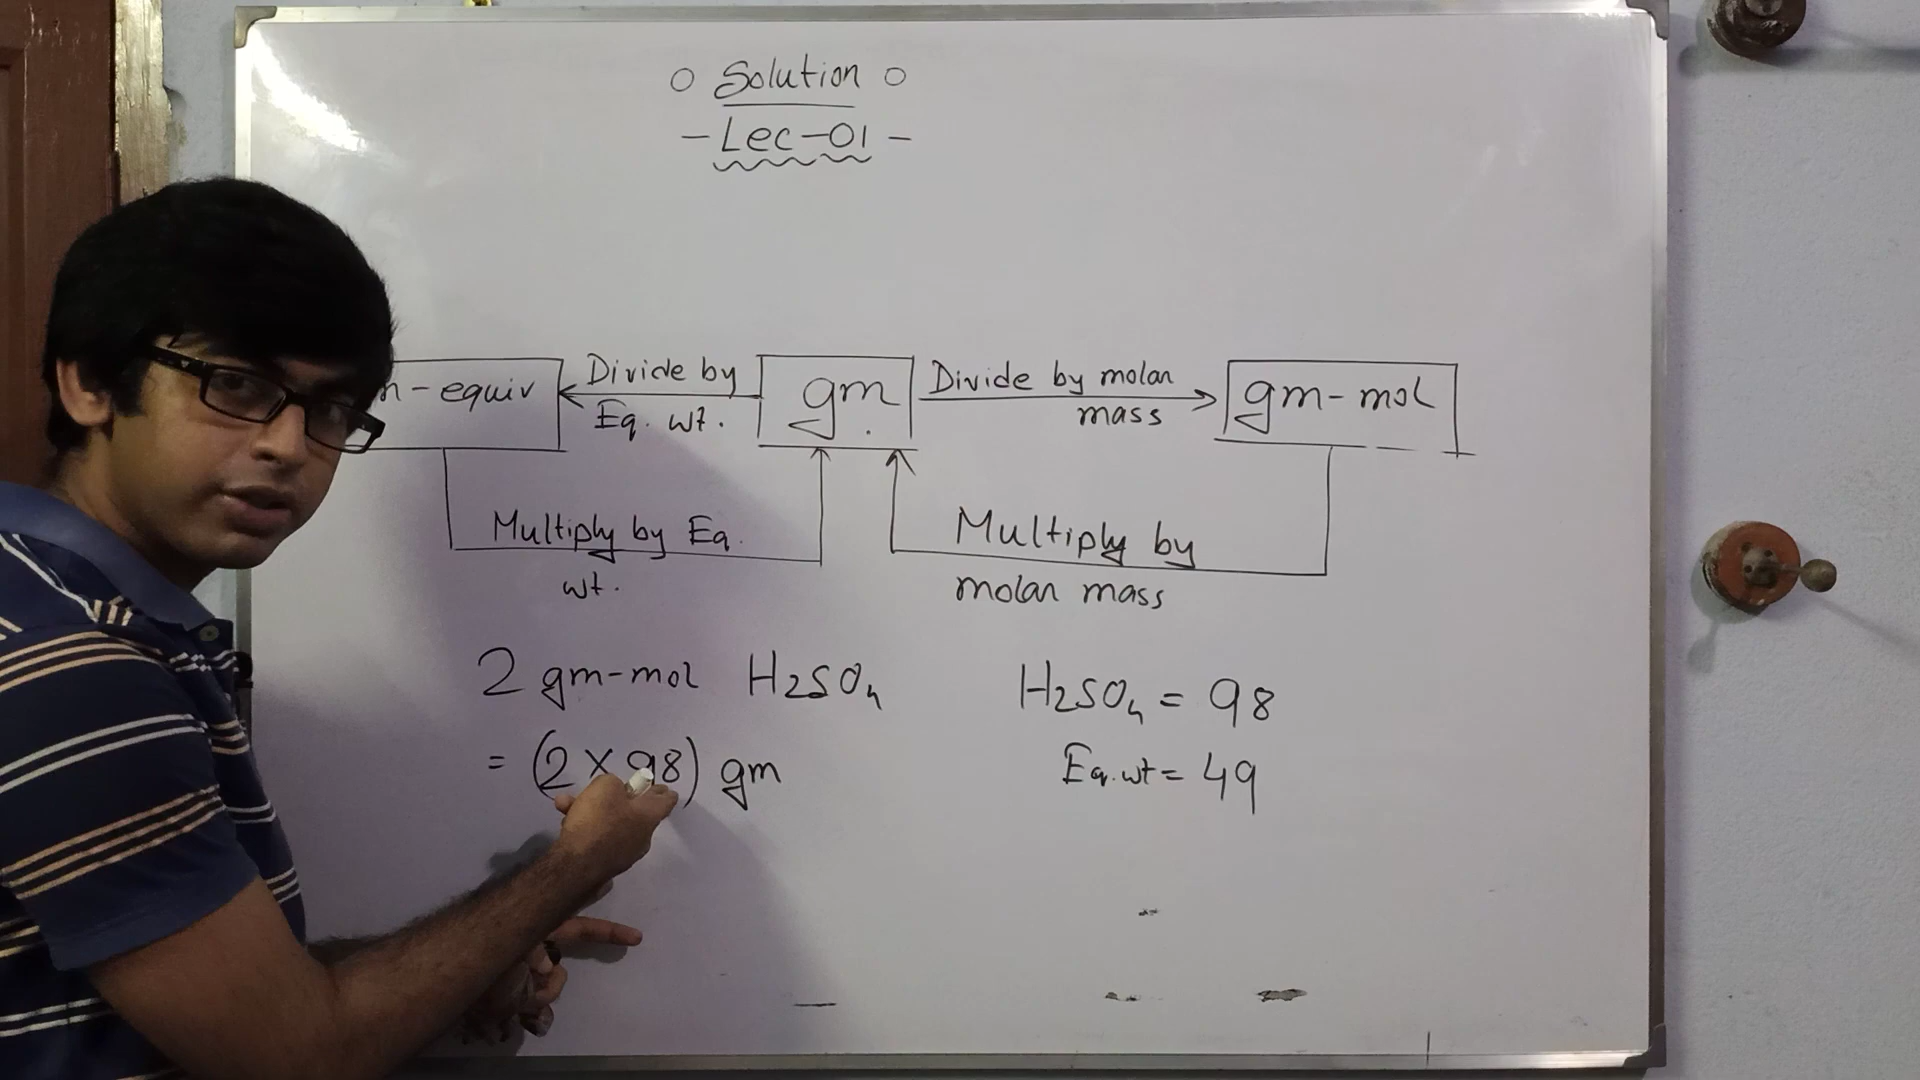 O Solution O
- Lec-01 -
n-equiv
Divide by
Eq. wt.
gm
Divide by molar
mass
gm-mol
Multiply by Eq.
wt.
Multiply by
molar mass
2 gm-mol H2SO4
= (2 × 98) gm
H2SO4 = 98
Eq. wt = 49